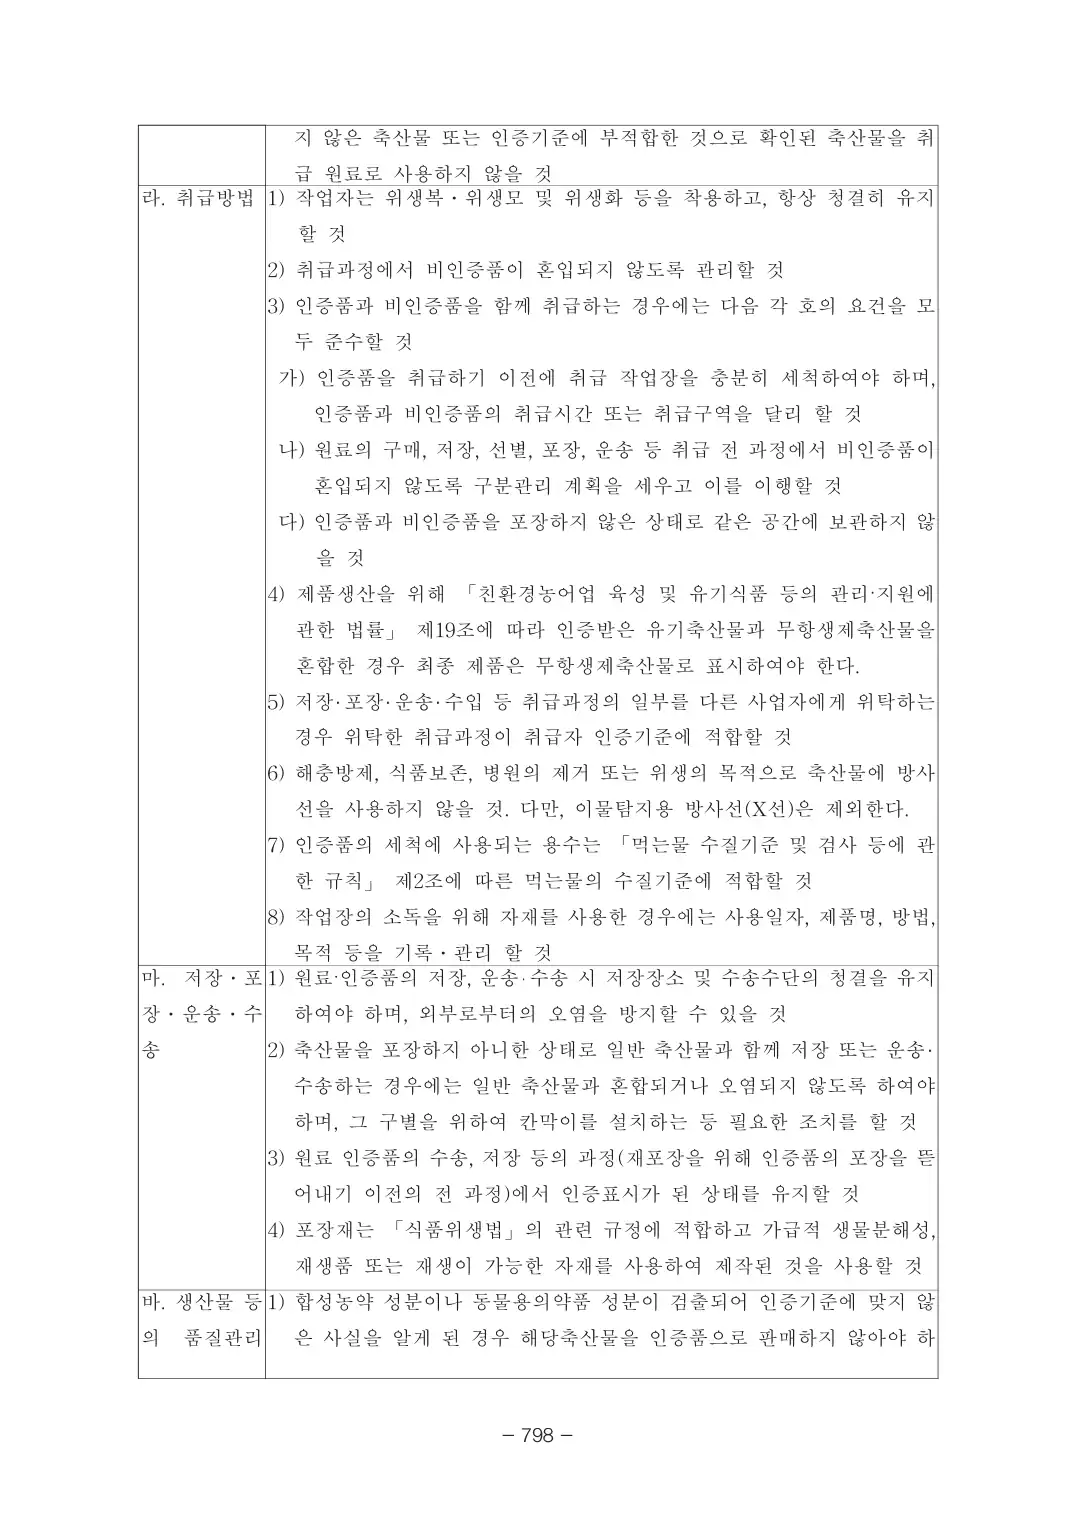 지 않은 축산물 또는 인증기준에 부적합한 것으로 확인된 축산물을 취
급 원료로 사용하지 않을 것
라. 취급방법 1) 작업자는 위생복・위생모 및 위생화 등을 착용하고, 항상 청결히 유지
할 것
2) 취급과정에서 비인증품이 혼입되지 않도록 관리할 것
3) 인증품과 비인증품을 함께 취급하는 경우에는 다음 각 호의 요건을 모
두 준수할 것
가) 인증품을 취급하기 이전에 취급 작업장을 충분히 세척하여야 하며,
인증품과 비인증품의 취급시간 또는 취급구역을 달리 할 것
나) 원료의 구매, 저장, 선별, 포장, 운송 등 취급 전 과정에서 비인증품이
혼입되지 않도록 구분관리 계획을 세우고 이를 이행할 것
다) 인증품과 비인증품을 포장하지 않은 상태로 같은 공간에 보관하지 않
을 것
4) 제품생산을 위해 「친환경농어업 육성 및 유기식품 등의 관리·지원에
관한 법률」 제19조에 따라 인증받은 유기축산물과 무항생제축산물을
혼합한 경우 최종 제품은 무항생제축산물로 표시하여야 한다.
5) 저장·포장·운송·수입 등 취급과정의 일부를 다른 사업자에게 위탁하는
경우 위탁한 취급과정이 취급자 인증기준에 적합할 것
6) 해충방제, 식품보존, 병원의 제거 또는 위생의 목적으로 축산물에 방사
선을 사용하지 않을 것. 다만, 이물탐지용 방사선(X선)은 제외한다.
7) 인증품의 세척에 사용되는 용수는 「먹는물 수질기준 및 검사 등에 관
한 규칙」 제2조에 따른 먹는물의 수질기준에 적합할 것
8) 작업장의 소독을 위해 자재를 사용한 경우에는 사용일자, 제품명, 방법,
목적 등을 기록・관리 할 것
마. 저장・포 1) 원료·인증품의 저장, 운송·수송 시 저장장소 및 수송수단의 청결을 유지
장・운송・수 하여야 하며, 외부로부터의 오염을 방지할 수 있을 것
송 2) 축산물을 포장하지 아니한 상태로 일반 축산물과 함께 저장 또는 운송·
수송하는 경우에는 일반 축산물과 혼합되거나 오염되지 않도록 하여야
하며, 그 구별을 위하여 칸막이를 설치하는 등 필요한 조치를 할 것
3) 원료 인증품의 수송, 저장 등의 과정(재포장을 위해 인증품의 포장을 뜯
어내기 이전의 전 과정)에서 인증표시가 된 상태를 유지할 것
4) 포장재는 「식품위생법」의 관련 규정에 적합하고 가급적 생물분해성,
재생품 또는 재생이 가능한 자재를 사용하여 제작된 것을 사용할 것
바. 생산물 등 1) 합성농약 성분이나 동물용의약품 성분이 검출되어 인증기준에 맞지 않
의 품질관리 은 사실을 알게 된 경우 해당축산물을 인증품으로 판매하지 않아야 하
- 798 -